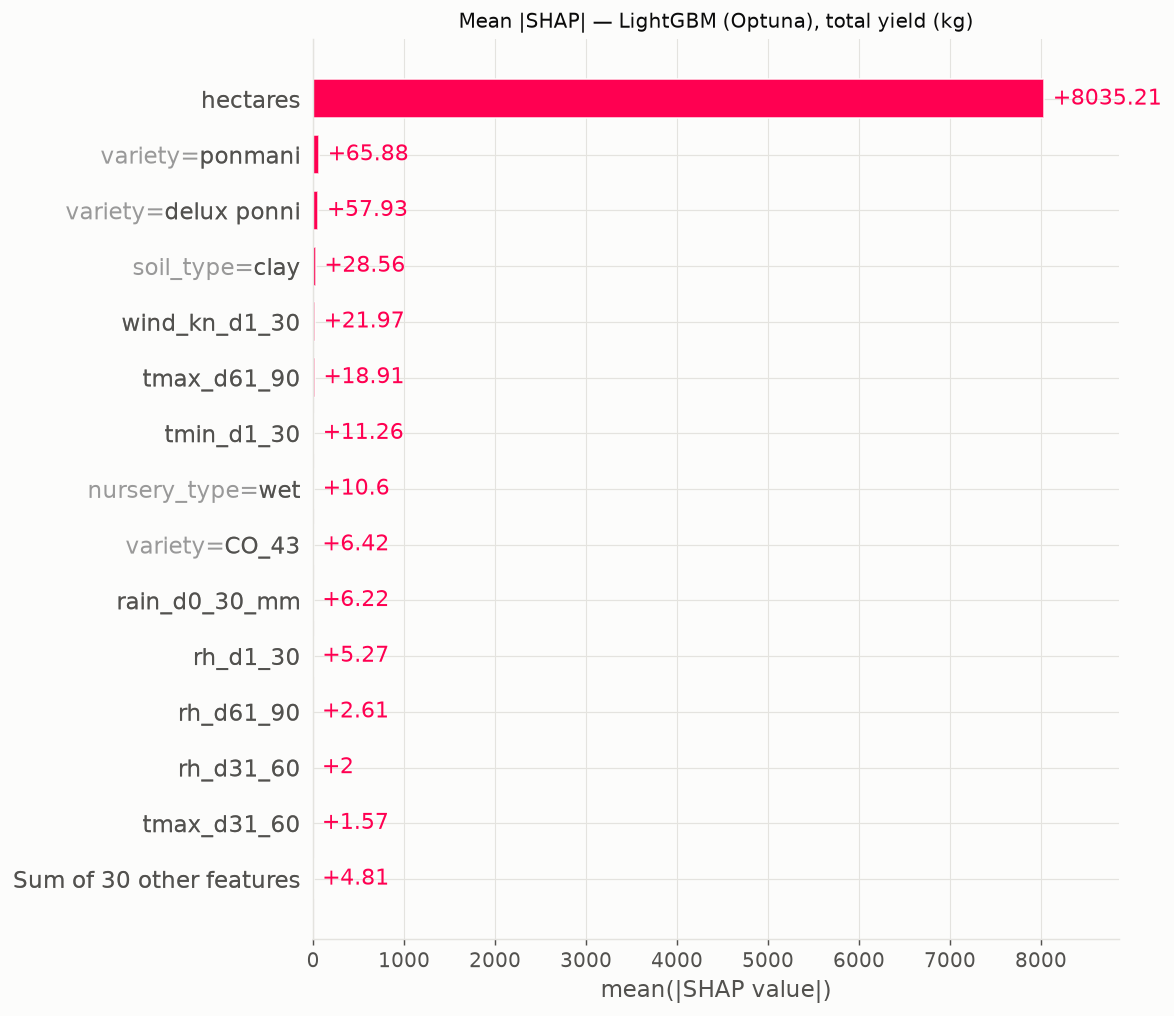 Mean |SHAP| — LightGBM (Optuna), total yield (kg)
hectares +8035.21
variety=ponmani +65.88
variety=delux ponni +57.93
soil_type=clay +28.56
wind_kn_d1_30 +21.97
tmax_d61_90 +18.91
tmin_d1_30 +11.26
nursery_type=wet +10.6
variety=CO_43 +6.42
rain_d0_30_mm +6.22
rh_d1_30 +5.27
rh_d61_90 +2.61
rh_d31_60 +2
tmax_d31_60 +1.57
Sum of 30 other features +4.81
0 1000 2000 3000 4000 5000 6000 7000 8000
mean(|SHAP value|)